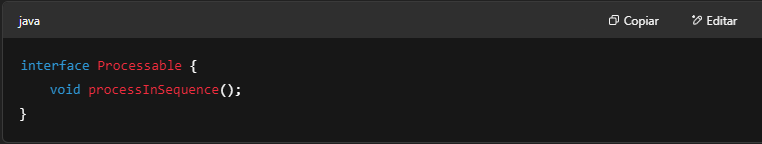 java Copiar Editar
interface Processable {
    void processInSequence();
}